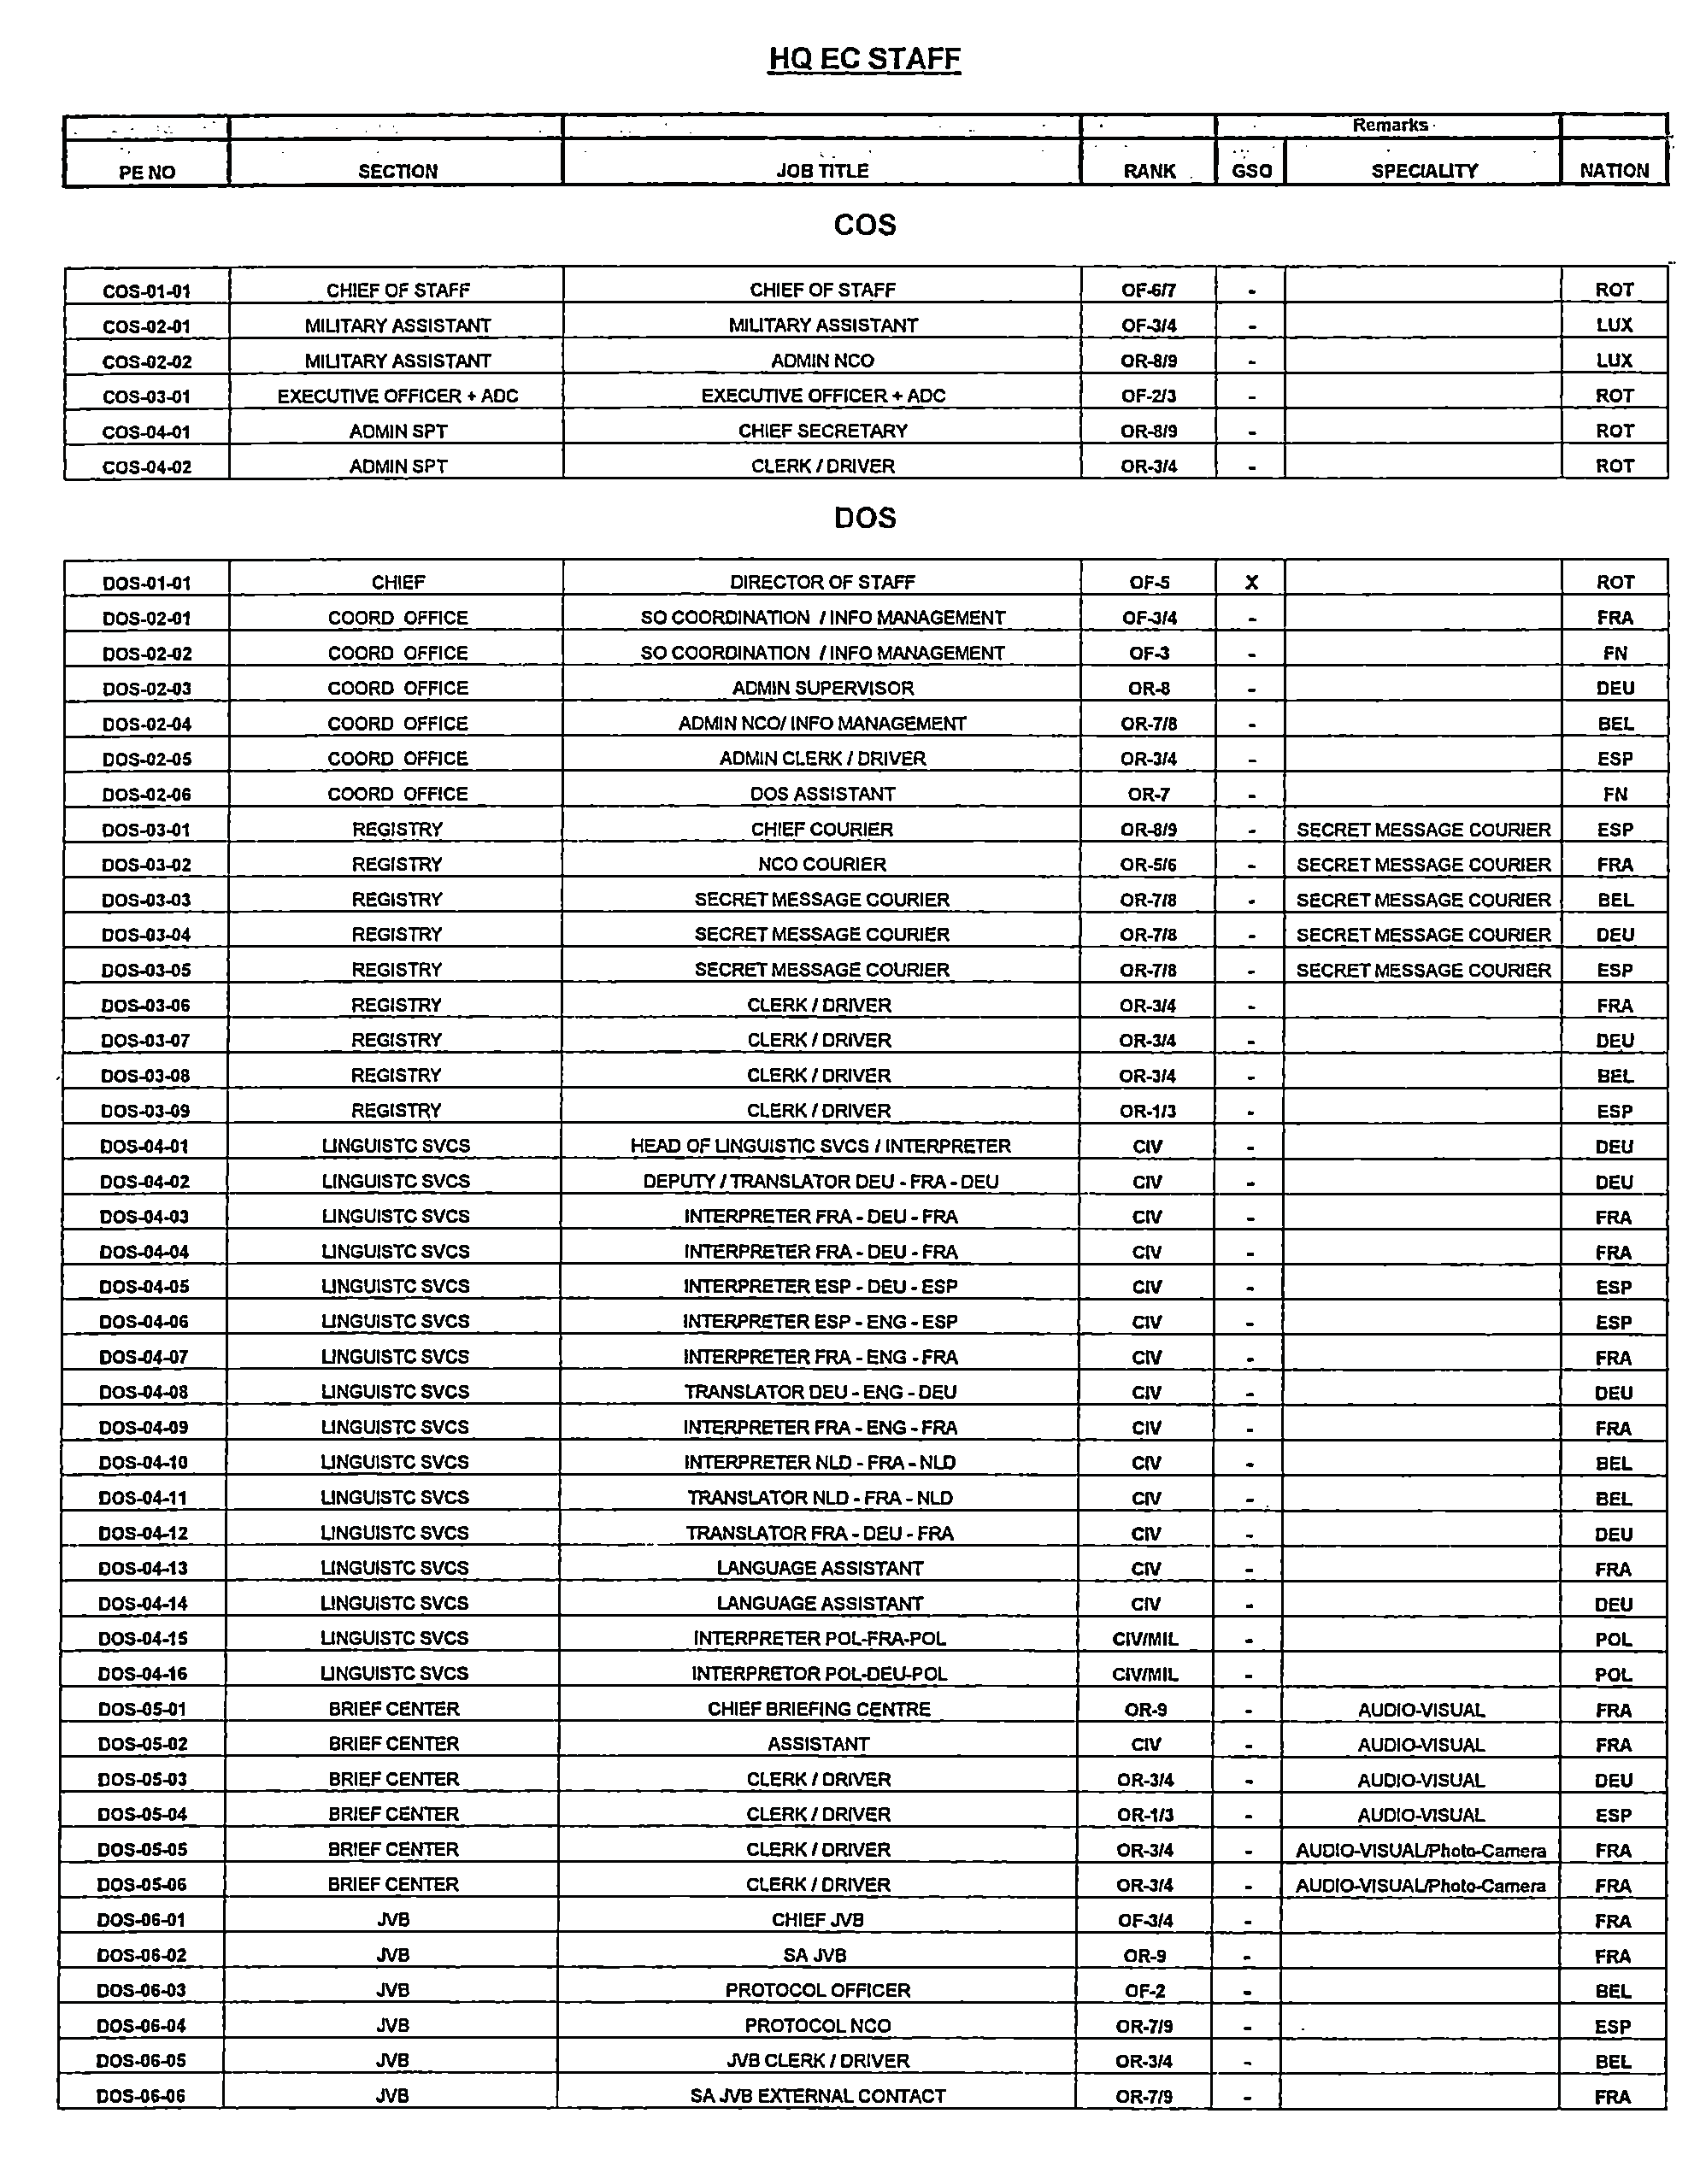 HQ EC STAFF
Remarks
PE NO SECTION JOB TITLE RANK GSO SPECIALITY NATION
COS
COS-01-01 CHIEF OF STAFF CHIEF OF STAFF OF-6/7 - ROT
COS-02-01 MILITARY ASSISTANT MILITARY ASSISTANT OF-3/4 - LUX
COS-02-02 MILITARY ASSISTANT ADMIN NCO OR-8/9 - LUX
COS-03-01 EXECUTIVE OFFICER + ADC EXECUTIVE OFFICER + ADC OF-2/3 - ROT
COS-04-01 ADMIN SPT CHIEF SECRETARY OR-8/9 - ROT
COS-04-02 ADMIN SPT CLERK / DRIVER OR-3/4 - ROT
DOS
DOS-01-01 CHIEF DIRECTOR OF STAFF OF-5 X ROT
DOS-02-01 COORD OFFICE SO COORDINATION / INFO MANAGEMENT OF-3/4 - FRA
DOS-02-02 COORD OFFICE SO COORDINATION / INFO MANAGEMENT OF-3 - FN
DOS-02-03 COORD OFFICE ADMIN SUPERVISOR OR-8 - DEU
DOS-02-04 COORD OFFICE ADMIN NCO/ INFO MANAGEMENT OR-7/8 - BEL
DOS-02-05 COORD OFFICE ADMIN CLERK / DRIVER OR-3/4 - ESP
DOS-02-06 COORD OFFICE DOS ASSISTANT OR-7 - FN
DOS-03-01 REGISTRY CHIEF COURIER OR-8/9 - SECRET MESSAGE COURIER ESP
DOS-03-02 REGISTRY NCO COURIER OR-5/6 - SECRET MESSAGE COURIER FRA
DOS-03-03 REGISTRY SECRET MESSAGE COURIER OR-7/8 - SECRET MESSAGE COURIER BEL
DOS-03-04 REGISTRY SECRET MESSAGE COURIER OR-7/8 - SECRET MESSAGE COURIER DEU
DOS-03-05 REGISTRY SECRET MESSAGE COURIER OR-7/8 - SECRET MESSAGE COURIER ESP
DOS-03-06 REGISTRY CLERK / DRIVER OR-3/4 - FRA
DOS-03-07 REGISTRY CLERK / DRIVER OR-3/4 - DEU
DOS-03-08 REGISTRY CLERK / DRIVER OR-3/4 - BEL
DOS-03-09 REGISTRY CLERK / DRIVER OR-1/3 - ESP
DOS-04-01 LINGUISTC SVCS HEAD OF LINGUISTIC SVCS / INTERPRETER CIV - DEU
DOS-04-02 LINGUISTC SVCS DEPUTY / TRANSLATOR DEU - FRA - DEU CIV - DEU
DOS-04-03 LINGUISTC SVCS INTERPRETER FRA - DEU - FRA CIV - FRA
DOS-04-04 LINGUISTC SVCS INTERPRETER FRA - DEU - FRA CIV - FRA
DOS-04-05 LINGUISTC SVCS INTERPRETER ESP - DEU - ESP CIV - ESP
DOS-04-06 LINGUISTC SVCS INTERPRETER ESP - ENG - ESP CIV - ESP
DOS-04-07 LINGUISTC SVCS INTERPRETER FRA - ENG - FRA CIV - FRA
DOS-04-08 LINGUISTC SVCS TRANSLATOR DEU - ENG - DEU CIV - DEU
DOS-04-09 LINGUISTC SVCS INTERPRETER FRA - ENG - FRA CIV - FRA
DOS-04-10 LINGUISTC SVCS INTERPRETER NLD - FRA - NLD CIV - BEL
DOS-04-11 LINGUISTC SVCS TRANSLATOR NLD - FRA - NLD CIV - BEL
DOS-04-12 LINGUISTC SVCS TRANSLATOR FRA - DEU - FRA CIV - DEU
DOS-04-13 LINGUISTC SVCS LANGUAGE ASSISTANT CIV - FRA
DOS-04-14 LINGUISTC SVCS LANGUAGE ASSISTANT CIV - DEU
DOS-04-15 LINGUISTC SVCS INTERPRETER POL-FRA-POL CIV/MIL - POL
DOS-04-16 LINGUISTC SVCS INTERPRETOR POL-DEU-POL CIV/MIL - POL
DOS-05-01 BRIEF CENTER CHIEF BRIEFING CENTRE OR-9 - AUDIO-VISUAL FRA
DOS-05-02 BRIEF CENTER ASSISTANT CIV - AUDIO-VISUAL FRA
DOS-05-03 BRIEF CENTER CLERK / DRIVER OR-3/4 - AUDIO-VISUAL DEU
DOS-05-04 BRIEF CENTER CLERK / DRIVER OR-1/3 - AUDIO-VISUAL ESP
DOS-05-05 BRIEF CENTER CLERK / DRIVER OR-3/4 - AUDIO-VISUAL/Photo-Camera FRA
DOS-05-06 BRIEF CENTER CLERK / DRIVER OR-3/4 - AUDIO-VISUAL/Photo-Camera FRA
DOS-06-01 JVB CHIEF JVB OF-3/4 - FRA
DOS-06-02 JVB SA JVB OR-9 - FRA
DOS-06-03 JVB PROTOCOL OFFICER OF-2 - BEL
DOS-06-04 JVB PROTOCOL NCO OR-7/9 - ESP
DOS-06-05 JVB JVB CLERK / DRIVER OR-3/4 - BEL
DOS-06-06 JVB SA JVB EXTERNAL CONTACT OR-7/9 - FRA